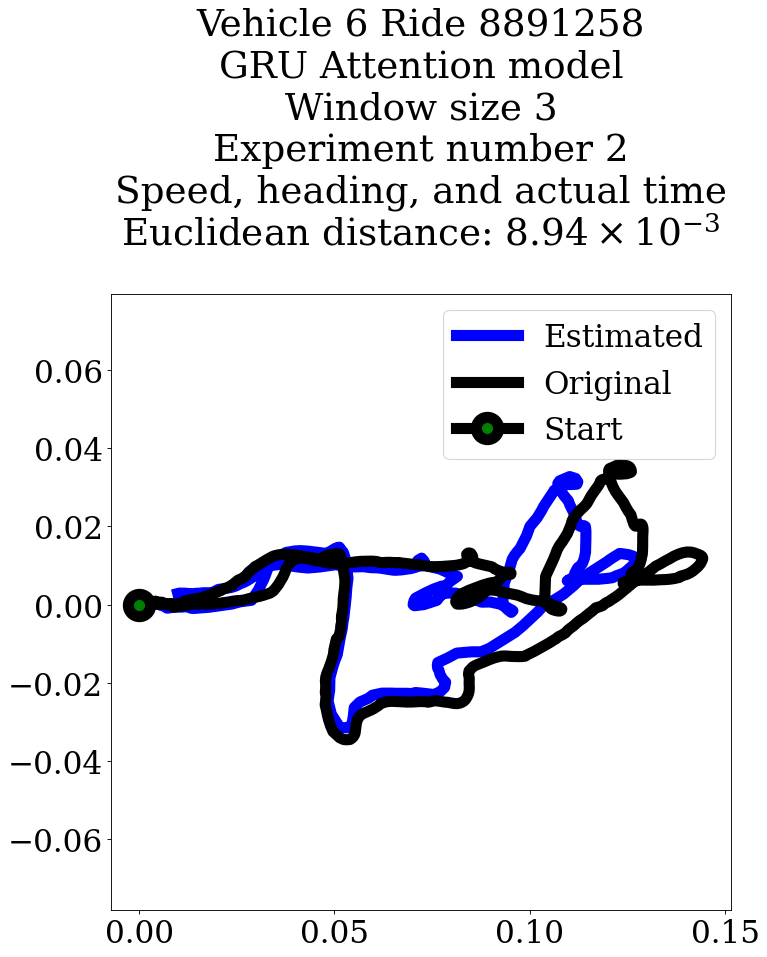 Vehicle 6 Ride 8891258
GRU Attention model
Window size 3
Experiment number 2
Speed, heading, and actual time
Euclidean distance: 8.94 × 10⁻³
Estimated
Original
Start
0.06
0.04
0.02
0.00
−0.02
−0.04
−0.06
0.00 0.05 0.10 0.15